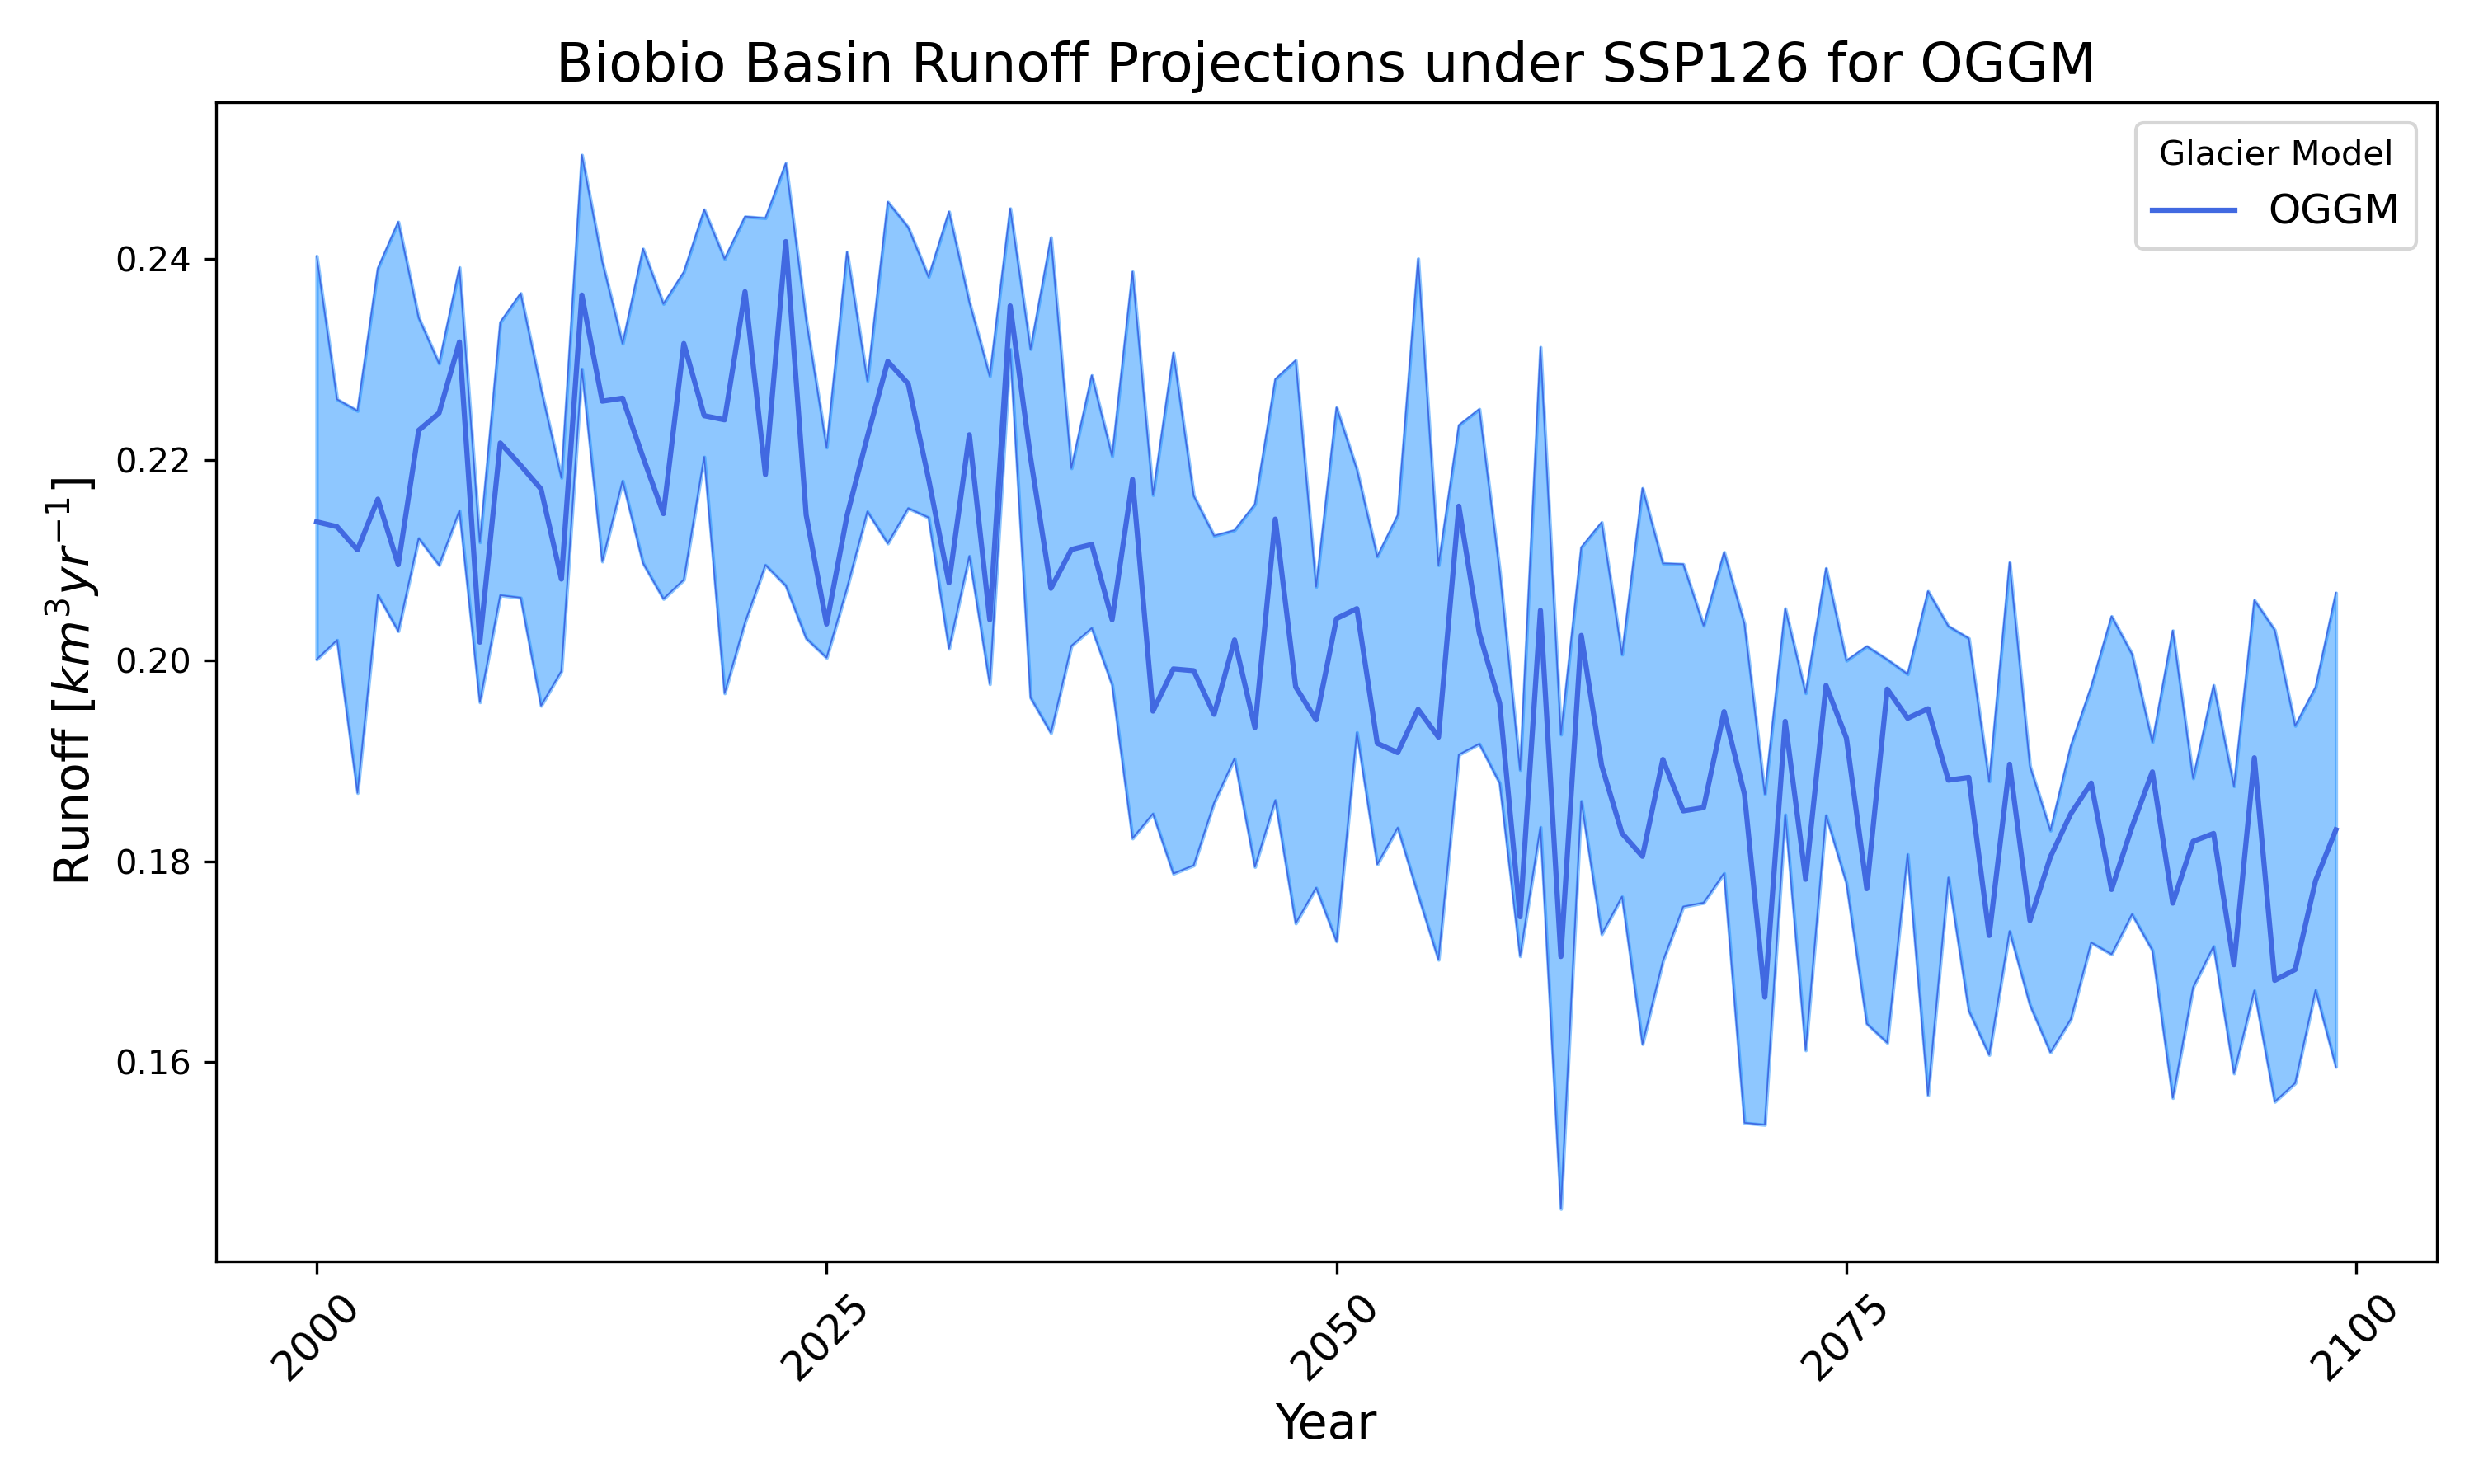 Biobio Basin Runoff Projections under SSP126 for OGGM
Glacier Model
OGGM
Runoff [km³yr⁻¹]
0.24
0.22
0.20
0.18
0.16
2000
2025
2050
2075
2100
Year